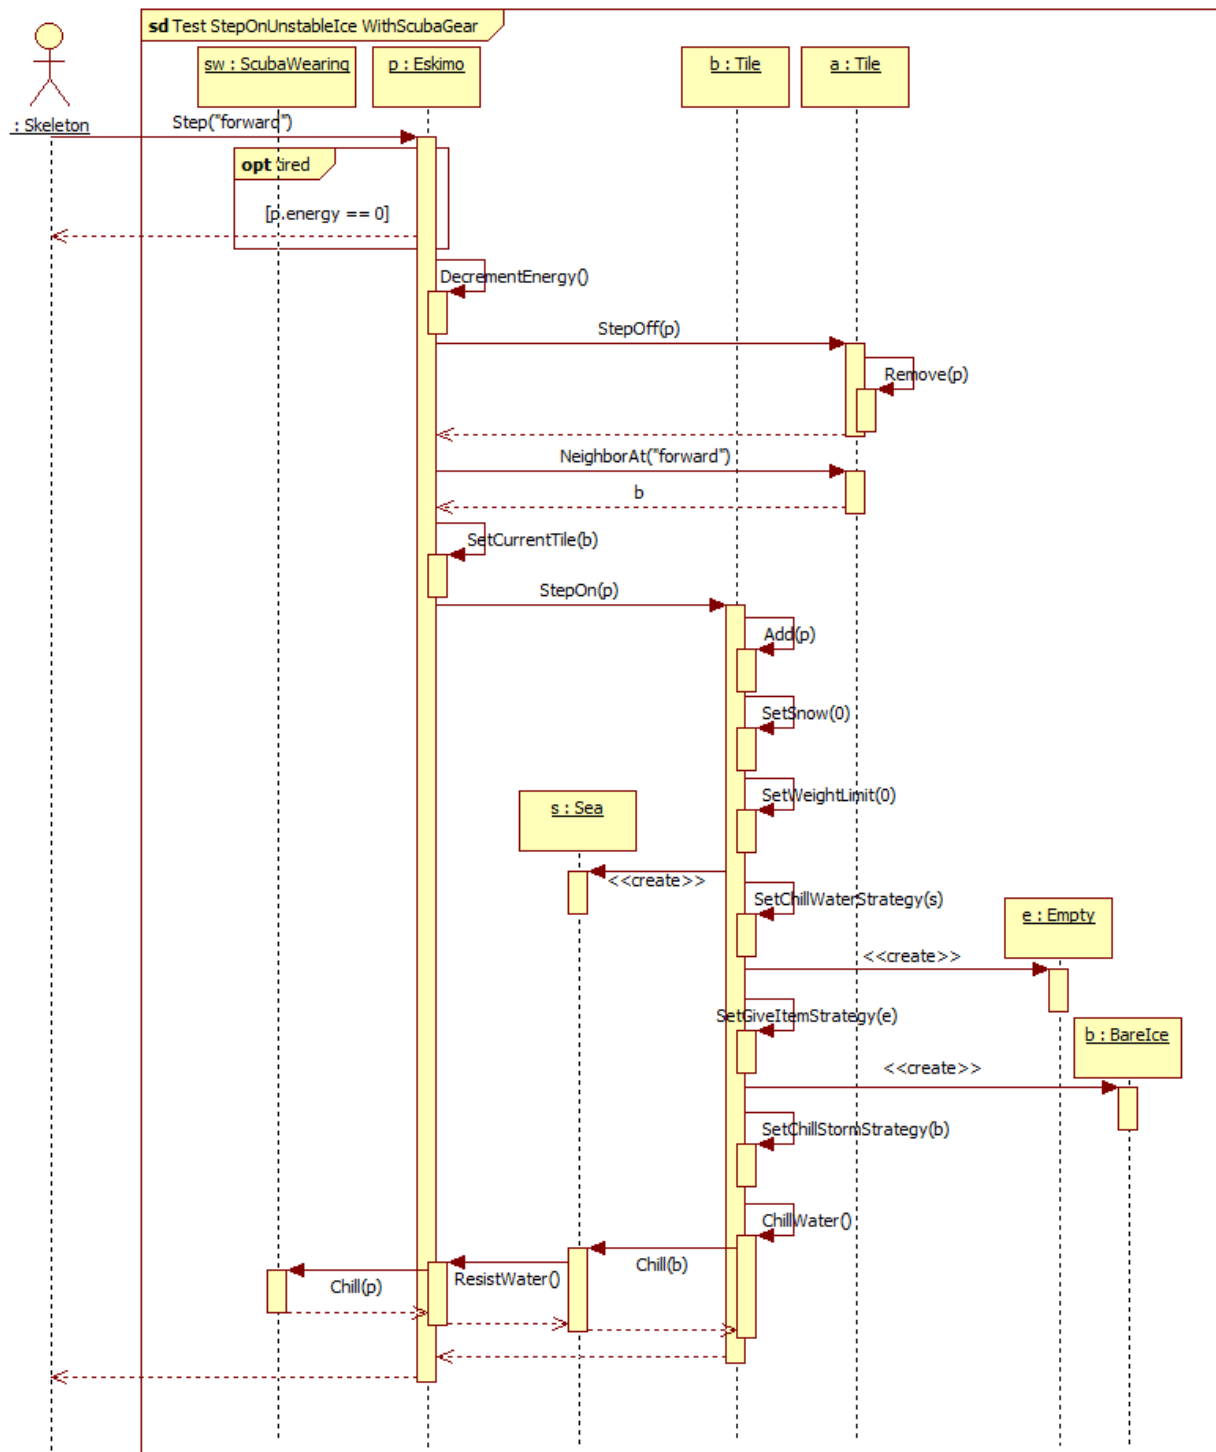 sd Test StepOnUnstableIce WithScubaGear
sw : ScubaWearing
p : Eskimo
b : Tile
a : Tile
: Skeleton
Step("forward")
opt tired
[p.energy == 0]
DecrementEnergy()
StepOff(p)
Remove(p)
NeighborAt("forward")
b
SetCurrentTile(b)
StepOn(p)
Add(p)
SetSnow(0)
SetWeightLimit(0)
s : Sea
<<create>>
SetChillWaterStrategy(s)
e : Empty
<<create>>
SetGiveItemStrategy(e)
b : BareIce
<<create>>
SetChillStormStrategy(b)
ChillWater()
Chill(b)
ResistWater()
Chill(p)